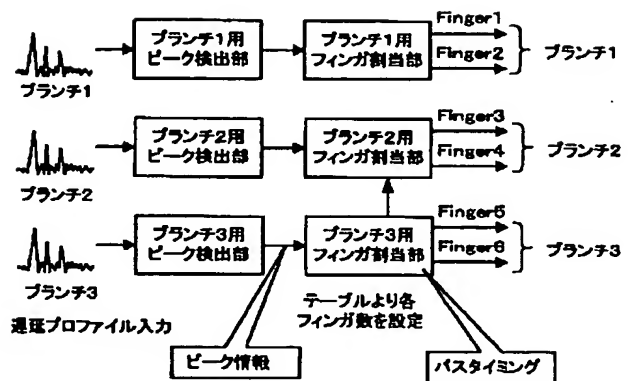 ブランチ1
ブランチ1用
ピーク検出部
ブランチ1用
フィンガ割当部
Finger1
Finger2
ブランチ1
ブランチ2
ブランチ2用
ピーク検出部
ブランチ2用
フィンガ割当部
Finger3
Finger4
ブランチ2
ブランチ3
ブランチ3用
ピーク検出部
ブランチ3用
フィンガ割当部
Finger5
Finger6
ブランチ3
遅延プロファイル入力
テーブルより各
フィンガ数を設定
ピーク情報
パスタイミング